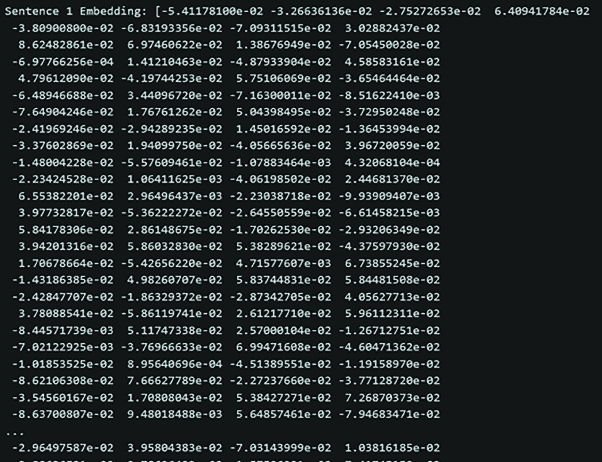 Sentence 1 Embedding: [-5.41178100e-02 -3.26636136e-02 -2.75272653e-02 6.40941784e-02
-3.80900800e-02 -6.83193356e-02 -7.09311515e-02 3.02882437e-02
8.62482861e-02 6.97460622e-02 1.38676949e-02 -7.05450028e-02
-6.97766256e-04 1.41210463e-02 -4.87933904e-02 4.58583161e-02
4.79612090e-02 -4.19744253e-02 5.75106069e-02 -3.65464464e-02
-6.48946688e-02 3.44096720e-02 -7.16300011e-02 -8.51622410e-03
-7.64904246e-02 1.76761262e-02 5.04398495e-02 -3.72950248e-02
-2.41969246e-02 -2.94289235e-02 1.45016592e-02 -1.36453994e-02
-3.37602869e-02 1.94099750e-02 -4.05665636e-02 3.96720059e-02
-1.48004228e-02 -5.57609461e-02 -1.07883464e-03 4.32068104e-04
-2.23424528e-02 1.06411625e-03 -4.06198502e-02 2.44681370e-02
6.55382201e-02 2.96496437e-03 -2.23038718e-02 -9.93909407e-03
3.97732817e-02 -5.36222272e-02 -2.64550559e-02 -6.61458215e-03
5.84178306e-02 2.86148675e-02 -1.70262530e-02 -2.93206349e-02
3.94201316e-02 5.86032830e-02 5.38289621e-02 -4.37597930e-02
1.70678664e-02 -5.42656220e-02 4.71577607e-03 6.73855245e-02
-1.43186385e-02 4.98260707e-02 5.83744831e-02 5.84481508e-02
-2.42847707e-02 -1.86329372e-02 -2.87342705e-02 4.05627713e-02
3.78088541e-02 -5.86119741e-02 2.61217710e-02 5.96112311e-02
-8.44571739e-03 5.11747338e-02 2.57000104e-02 -1.26712751e-02
-7.02122925e-03 -3.76966633e-02 6.99471608e-02 -4.60471362e-02
-1.01853525e-02 8.95640696e-04 -4.51389551e-02 -1.19158970e-02
-8.62106308e-02 7.66627789e-02 -2.27237660e-02 -3.77128720e-02
-3.54560167e-02 1.70808043e-02 5.38427271e-02 7.26870373e-02
-8.63700807e-02 9.48018488e-03 5.64857461e-02 -7.94683471e-02
...
-2.96497587e-02 3.95804383e-02 -7.03143999e-02 1.03816185e-02